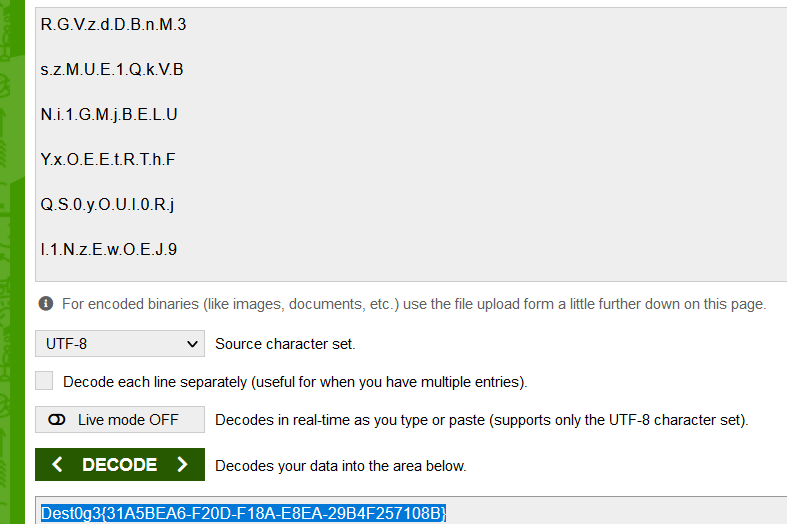 R.G.V.z.d.D.B.n.M.3
s.z.M.U.E.1.Q.k.V.B
N.i.1.G.M.j.B.E.L.U
Y.x.O.E.E.t.R.T.h.F
Q.S.0.y.O.U.I.0.R.j
I.1.N.z.E.w.O.E.J.9
For encoded binaries (like images, documents, etc.) use the file upload form a little further down on this page.
UTF-8 Source character set.
Decode each line separately (useful for when you have multiple entries).
Live mode OFF Decodes in real-time as you type or paste (supports only the UTF-8 character set).
< DECODE > Decodes your data into the area below.
Dest0g3{31A5BEA6-F20D-F18A-E8EA-29B4F257108B}